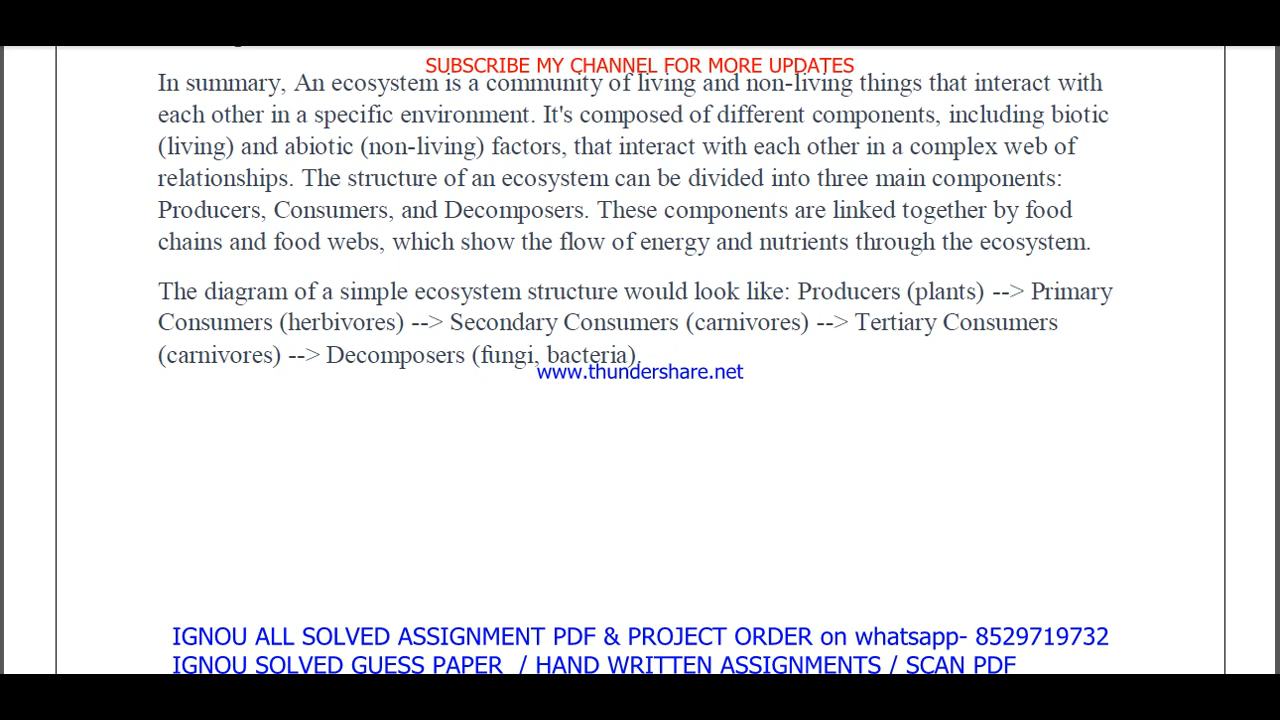 SUBSCRIBE MY CHANNEL FOR MORE UPDATES
In summary, An ecosystem is a community of living and non-living things that interact with
each other in a specific environment. It's composed of different components, including biotic
(living) and abiotic (non-living) factors, that interact with each other in a complex web of
relationships. The structure of an ecosystem can be divided into three main components:
Producers, Consumers, and Decomposers. These components are linked together by food
chains and food webs, which show the flow of energy and nutrients through the ecosystem.
The diagram of a simple ecosystem structure would look like: Producers (plants) --> Primary
Consumers (herbivores) --> Secondary Consumers (carnivores) --> Tertiary Consumers
(carnivores) --> Decomposers (fungi, bacteria).
www.thundershare.net
IGNOU ALL SOLVED ASSIGNMENT PDF & PROJECT ORDER on whatsapp- 8529719732
IGNOU SOLVED GUESS PAPER / HAND WRITTEN ASSIGNMENTS / SCAN PDF